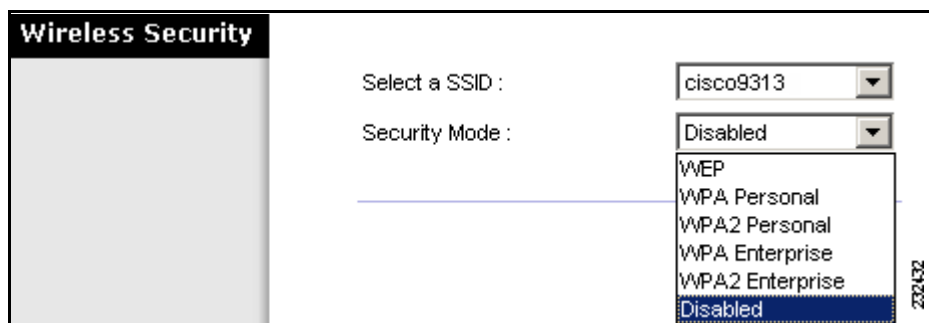 Wireless Security
Select a SSID : cisco9313
Security Mode : Disabled
WEP
WPA Personal
WPA2 Personal
WPA Enterprise
WPA2 Enterprise
Disabled
232432